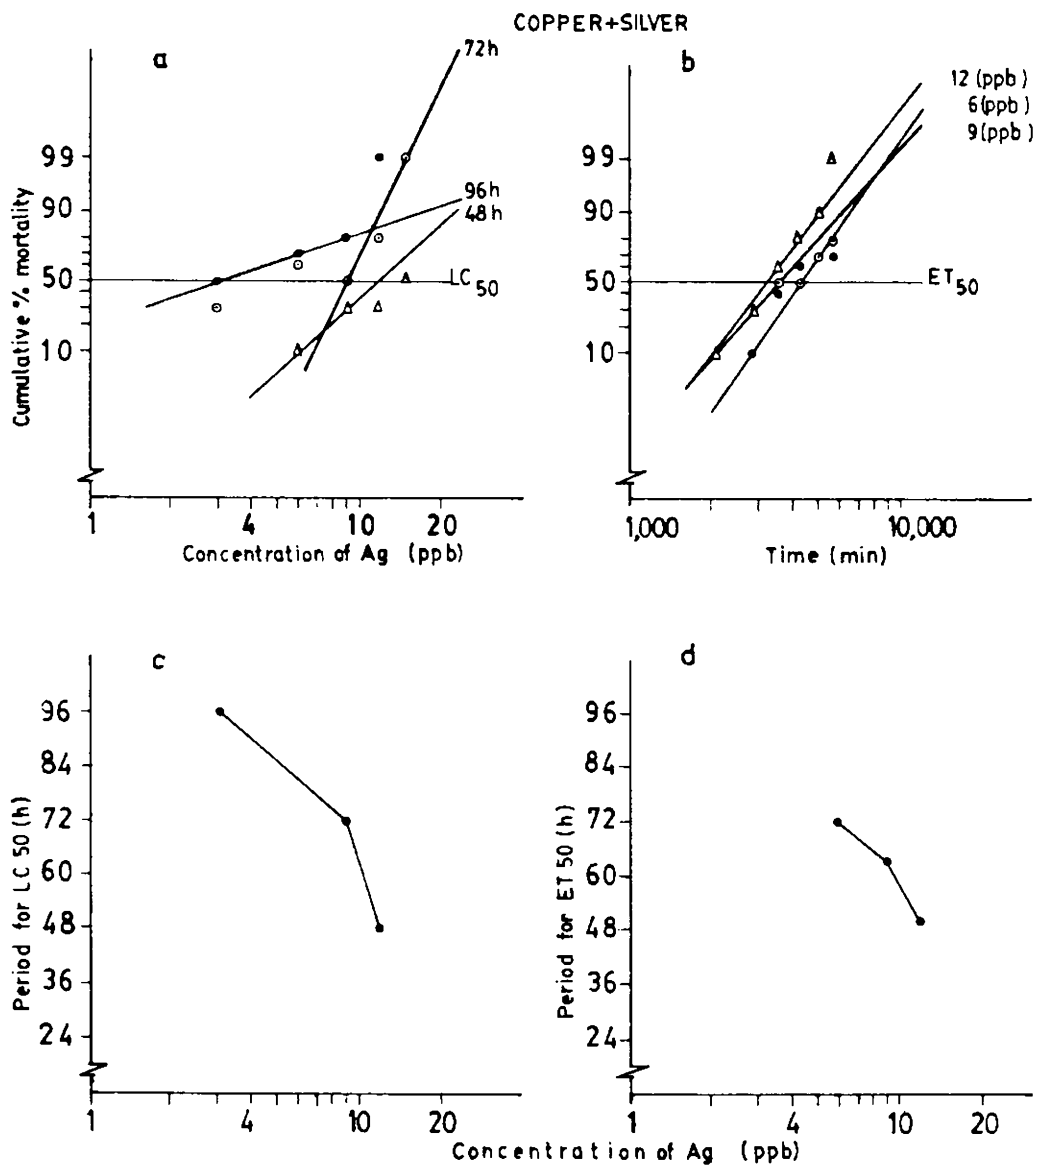 COPPER+SILVER
a
72h
99
90
50
10
96h
48h
LC50
Cumulative % mortality
1
4
10
20
Concentration of Ag (ppb)
b
12 (ppb)
6 (ppb)
9 (ppb)
99
90
50
10
ET50
1,000
10,000
Time (min)
c
96
84
72
60
48
36
24
Period for LC 50 (h)
1
4
10
20
d
96
84
72
60
48
36
24
Period for ET 50 (h)
1
4
10
20
Concentration of Ag (ppb)